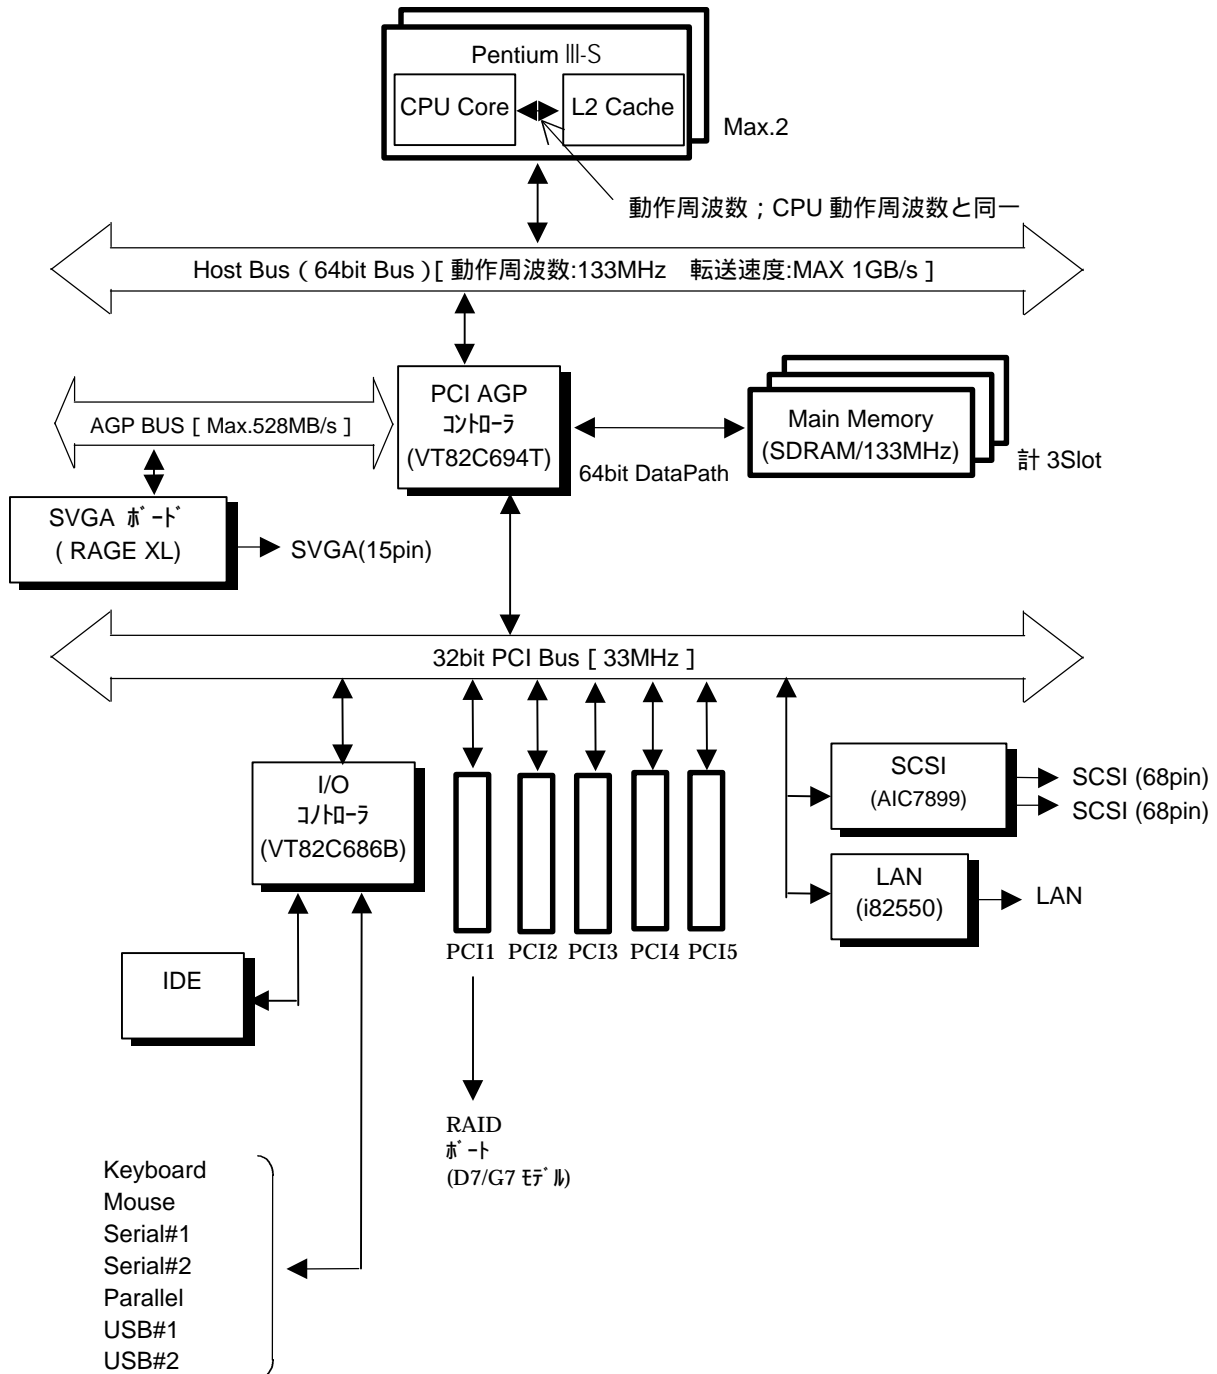 Pentium Ⅲ-S
CPU Core
L2 Cache
Max.2
動作周波数；CPU 動作周波数と同一
Host Bus（64bit Bus）[ 動作周波数:133MHz　転送速度:MAX 1GB/s ]
PCI AGP
ｺﾝﾄﾛｰﾗ
(VT82C694T)
AGP BUS [ Max.528MB/s ]
Main Memory
(SDRAM/133MHz)
64bit DataPath
計 3Slot
SVGA ﾎﾞｰﾄﾞ
( RAGE XL)
SVGA(15pin)
32bit PCI Bus [ 33MHz ]
I/O
ｺﾉﾄﾛｰﾗ
(VT82C686B)
SCSI
(AIC7899)
SCSI (68pin)
SCSI (68pin)
LAN
(i82550)
LAN
PCI1 PCI2 PCI3 PCI4 PCI5
IDE
RAID
ﾎﾞｰﾄ
(D7/G7 ﾓﾃﾞﾙ)
Keyboard
Mouse
Serial#1
Serial#2
Parallel
USB#1
USB#2